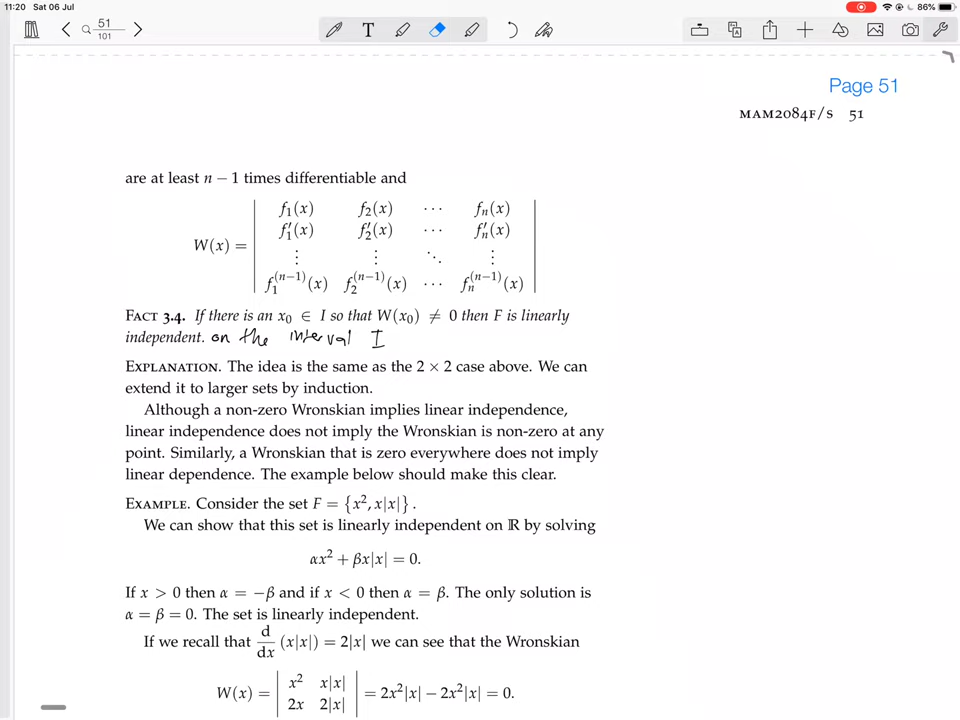 11:20 Sat 06 Jul
86%
51
101
T
Page 51
MAM2084F/S 51
are at least n − 1 times differentiable and
W(x) = | f₁(x) f₂(x) ⋯ fₙ(x) |
| f₁′(x) f₂′(x) ⋯ fₙ′(x) |
| ⋮ ⋮ ⋱ ⋮ |
| f₁⁽ⁿ⁻¹⁾(x) f₂⁽ⁿ⁻¹⁾(x) ⋯ fₙ⁽ⁿ⁻¹⁾(x) |
FACT 3.4. If there is an x₀ ∈ I so that W(x₀) ≠ 0 then F is linearly
independent. on the interval I
EXPLANATION. The idea is the same as the 2 × 2 case above. We can
extend it to larger sets by induction.
Although a non-zero Wronskian implies linear independence,
linear independence does not imply the Wronskian is non-zero at any
point. Similarly, a Wronskian that is zero everywhere does not imply
linear dependence. The example below should make this clear.
EXAMPLE. Consider the set F = {x², x|x|}.
We can show that this set is linearly independent on ℝ by solving
αx² + βx|x| = 0.
If x > 0 then α = −β and if x < 0 then α = β. The only solution is
α = β = 0. The set is linearly independent.
If we recall that d/dx (x|x|) = 2|x| we can see that the Wronskian
W(x) = | x² x|x| | = 2x²|x| − 2x²|x| = 0.
| 2x 2|x| |